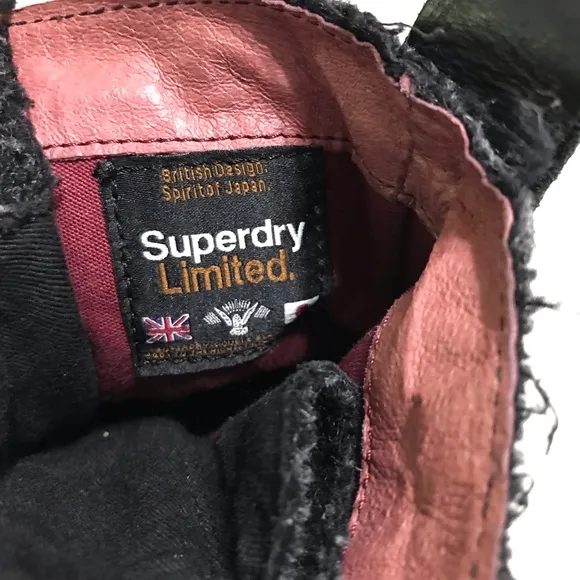 British Design.
Spirit of Japan.
Superdry
Limited.